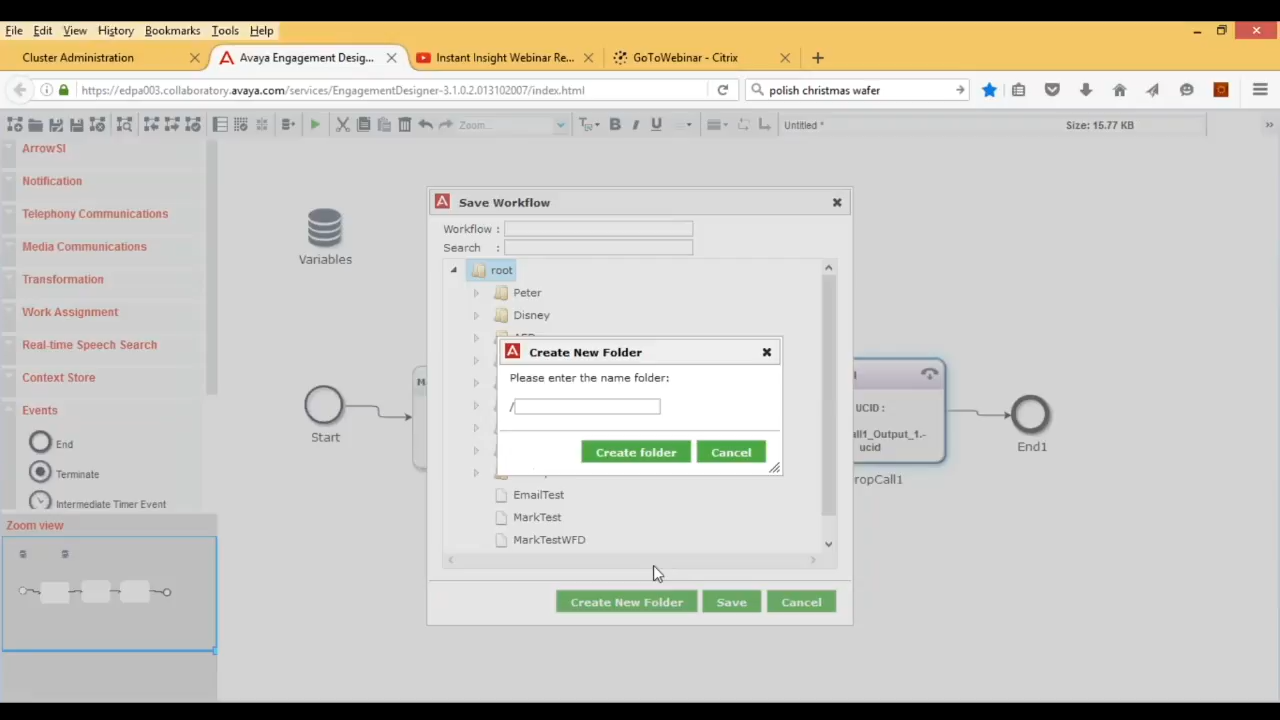 File Edit View History Bookmarks Tools Help
Cluster Administration
Avaya Engagement Desig...
Instant Insight Webinar Re...
GoToWebinar - Citrix
https://edpa003.collaboratory.avaya.com/services/EngagementDesigner-3.1.0.2.013102007/index.html
polish christmas wafer
Zoom...
B I U
Untitled *
Size: 15.77 KB
ArrowSI
Notification
Telephony Communications
Media Communications
Transformation
Work Assignment
Real-time Speech Search
Context Store
Events
End
Terminate
Intermediate Timer Event
Zoom view
Variables
Start
Save Workflow
Workflow :
Search :
root
Peter
Disney
Create New Folder
Please enter the name folder:
/
Create folder
Cancel
EmailTest
MarkTest
MarkTestWFD
Create New Folder
Save
Cancel
UCID :
all1_Output_1.-
ucid
ropCall1
End1